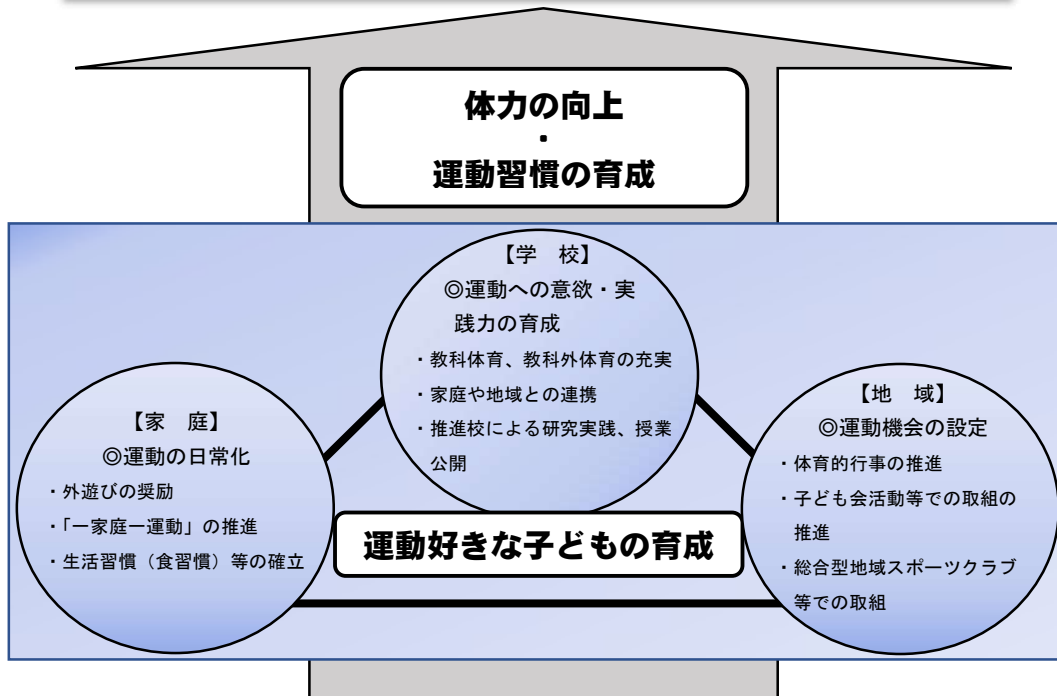 体力の向上
・
運動習慣の育成
【学　校】
◎運動への意欲・実
践力の育成
・教科体育、教科外体育の充実
・家庭や地域との連携
・推進校による研究実践、授業
公開
【家　庭】
◎運動の日常化
・外遊びの奨励
・「一家庭一運動」の推進
・生活習慣（食習慣）等の確立
【地　域】
◎運動機会の設定
・体育的行事の推進
・子ども会活動等での取組の
推進
・総合型地域スポーツクラブ
等での取組
運動好きな子どもの育成